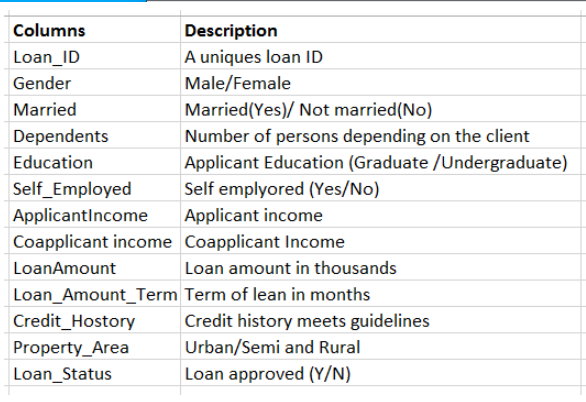 Columns Description
Loan_ID A uniques loan ID
Gender Male/Female
Married Married(Yes)/ Not married(No)
Dependents Number of persons depending on the client
Education Applicant Education (Graduate /Undergraduate)
Self_Employed Self emplyored (Yes/No)
ApplicantIncome Applicant income
Coapplicant income Coapplicant Income
LoanAmount Loan amount in thousands
Loan_Amount_Term Term of lean in months
Credit_Hostory Credit history meets guidelines
Property_Area Urban/Semi and Rural
Loan_Status Loan approved (Y/N)